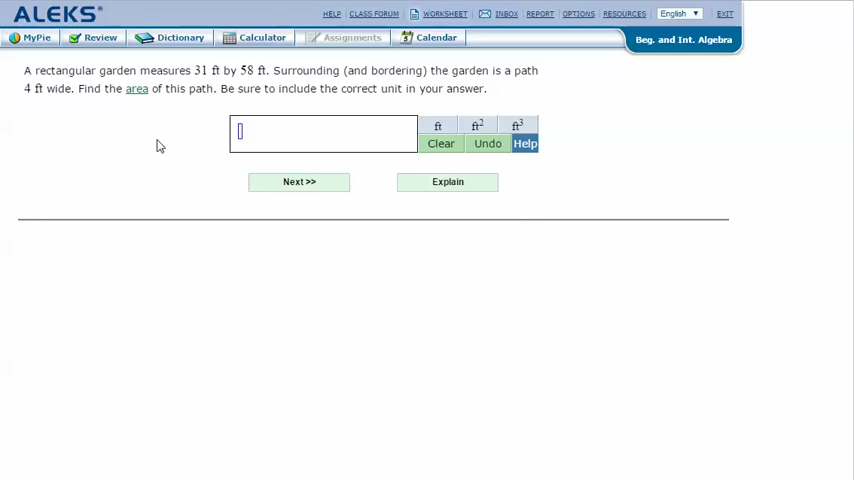 ALEKS®
HELP CLASS FORUM WORKSHEET INBOX REPORT OPTIONS RESOURCES English ▼ EXIT
MyPie Review Dictionary Calculator Assignments 5 Calendar
Beg. and Int. Algebra
A rectangular garden measures 31 ft by 58 ft. Surrounding (and bordering) the garden is a path
4 ft wide. Find the area of this path. Be sure to include the correct unit in your answer.
ft ft² ft³
Clear Undo Help
Next >> Explain